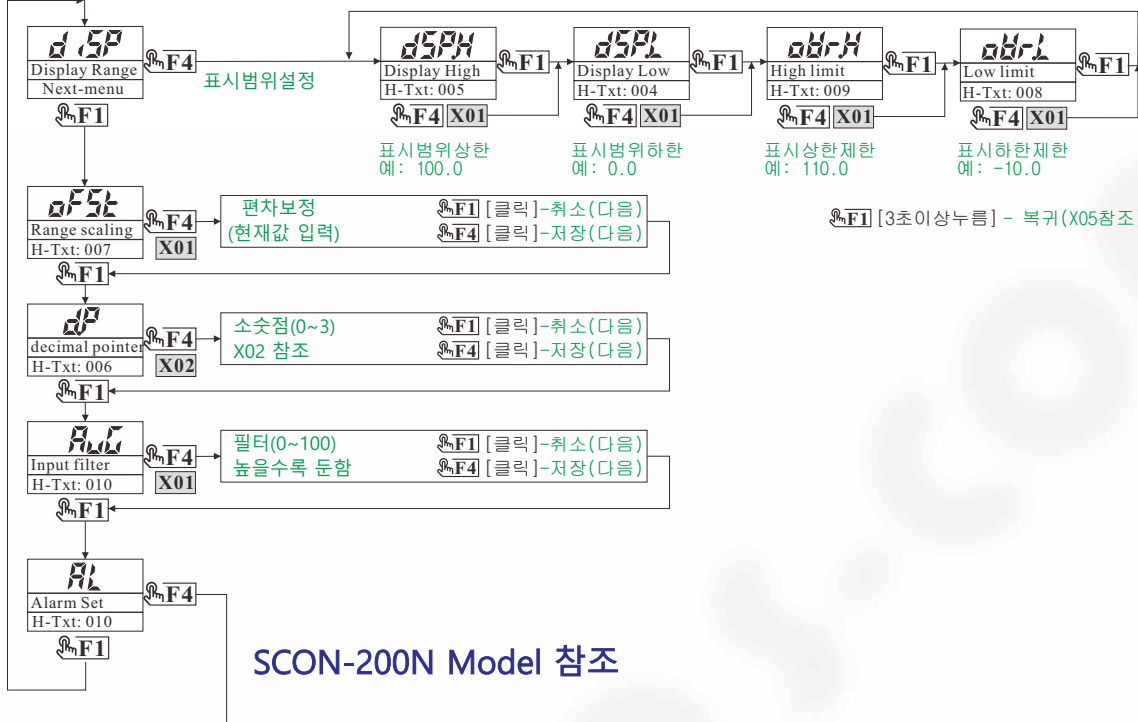 diSP
Display Range
Next-menu
F4
F1
표시범위설정
dSPH
Display High
H-Txt: 005
F1
F4 X01
표시범위상한
예: 100.0
dSPL
Display Low
H-Txt: 004
F1
F4 X01
표시범위하한
예: 0.0
oVr-H
High limit
H-Txt: 009
F1
F4 X01
표시상한제한
예: 110.0
oVr-L
Low limit
H-Txt: 008
F1
F4 X01
표시하한제한
예: -10.0
F1 [3초이상누름] - 복귀(X05참조
oFSt
Range scaling
H-Txt: 007
F4
X01
F1
편차보정
(현재값 입력)
F1 [클릭]-취소(다음)
F4 [클릭]-저장(다음)
dP
decimal pointer
H-Txt: 006
F4
X02
F1
소숫점(0~3)
X02 참조
F1 [클릭]-취소(다음)
F4 [클릭]-저장(다음)
AvG
Input filter
H-Txt: 010
F4
X01
F1
필터(0~100)
높을수록 둔함
F1 [클릭]-취소(다음)
F4 [클릭]-저장(다음)
AL
Alarm Set
H-Txt: 010
F4
F1
SCON-200N Model 참조